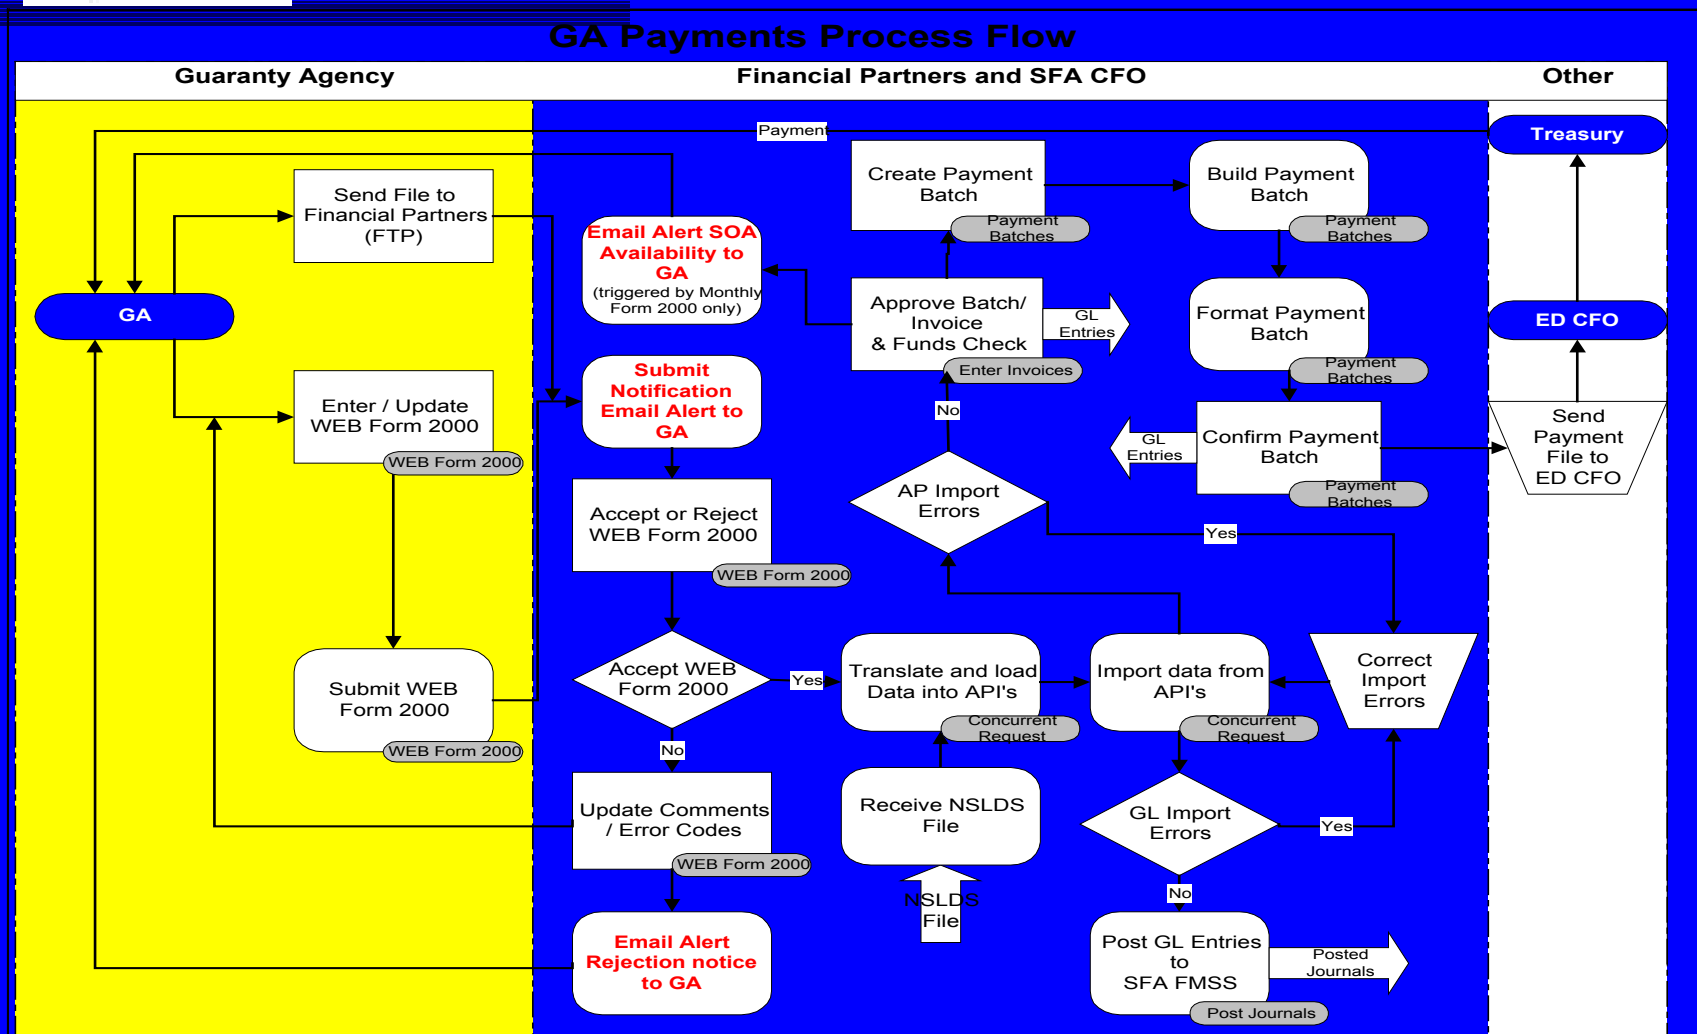 GA Payments Process Flow
Guaranty Agency
Financial Partners and SFA CFO
Other
Payment
Treasury
Send File to
Financial Partners
(FTP)
GA
Enter / Update
WEB Form 2000
WEB Form 2000
Submit WEB
Form 2000
WEB Form 2000
Email Alert SOA
Availability to
GA
(triggered by Monthly
Form 2000 only)
Submit
Notification
Email Alert to
GA
Accept or Reject
WEB Form 2000
WEB Form 2000
Accept WEB
Form 2000
Yes
No
Update Comments
/ Error Codes
WEB Form 2000
Email Alert
Rejection notice
to GA
Create Payment
Batch
Payment
Batches
Approve Batch/
Invoice
& Funds Check
Enter Invoices
GL
Entries
No
AP Import
Errors
Yes
Translate and load
Data into API's
Concurrent
Request
Receive NSLDS
File
NSLDS
File
Build Payment
Batch
Payment
Batches
Format Payment
Batch
Payment
Batches
Confirm Payment
Batch
Payment
Batches
GL
Entries
Import data from
API's
Concurrent
Request
GL Import
Errors
Yes
No
Post GL Entries
to
SFA FMSS
Post Journals
Posted
Journals
Correct
Import
Errors
ED CFO
Send
Payment
File to
ED CFO